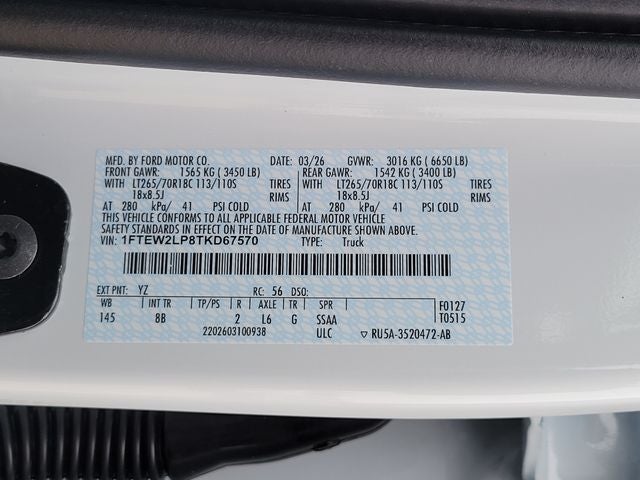 MFD. BY FORD MOTOR CO. DATE: 03/26 GVWR: 3016 KG ( 6650 LB)
FRONT GAWR: 1565 KG ( 3450 LB) REAR GAWR: 1542 KG ( 3400 LB)
WITH LT265/70R18C 113/110S TIRES WITH LT265/70R18C 113/110S TIRES
18x8.5J RIMS 18x8.5J RIMS
AT 280 kPa/ 41 PSI COLD AT 280 kPa/ 41 PSI COLD
THIS VEHICLE CONFORMS TO ALL APPLICABLE FEDERAL MOTOR VEHICLE
SAFETY STANDARDS IN EFFECT ON THE DATE OF MANUFACTURE SHOWN ABOVE.
VIN: 1FTEW2LP8TKD67570 TYPE: Truck
EXT PNT: YZ RC: 56 DSO:
WB INT TR TP/PS R AXLE TR SPR F0127
145 8B 2 L6 G SSAA T0515
2202603100938 ULC ▼ RU5A-3520472-AB